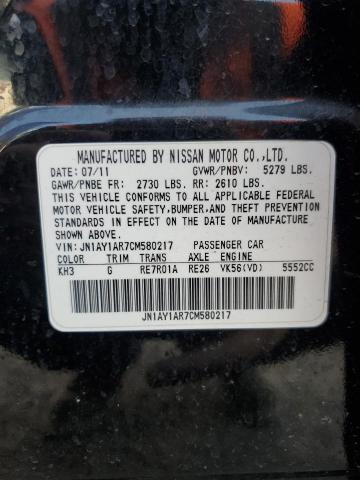 MANUFACTURED BY NISSAN MOTOR CO.,LTD.
DATE: 07/11 GVWR/PNBV: 5279 LBS.
GAWR/PNBE FR: 2730 LBS. RR: 2610 LBS.
THIS VEHICLE CONFORMS TO ALL APPLICABLE FEDERAL
MOTOR VEHICLE SAFETY, BUMPER, AND THEFT PREVENTION
STANDARDS IN EFFECT ON THE DATE OF MANUFACTURE
SHOWN ABOVE.
VIN: JN1AY1AR7CM580217 PASSENGER CAR
COLOR TRIM TRANS AXLE ENGINE
KH3 G RE7R01A RE26 VK56(VD) 5552CC
JN1AY1AR7CM580217